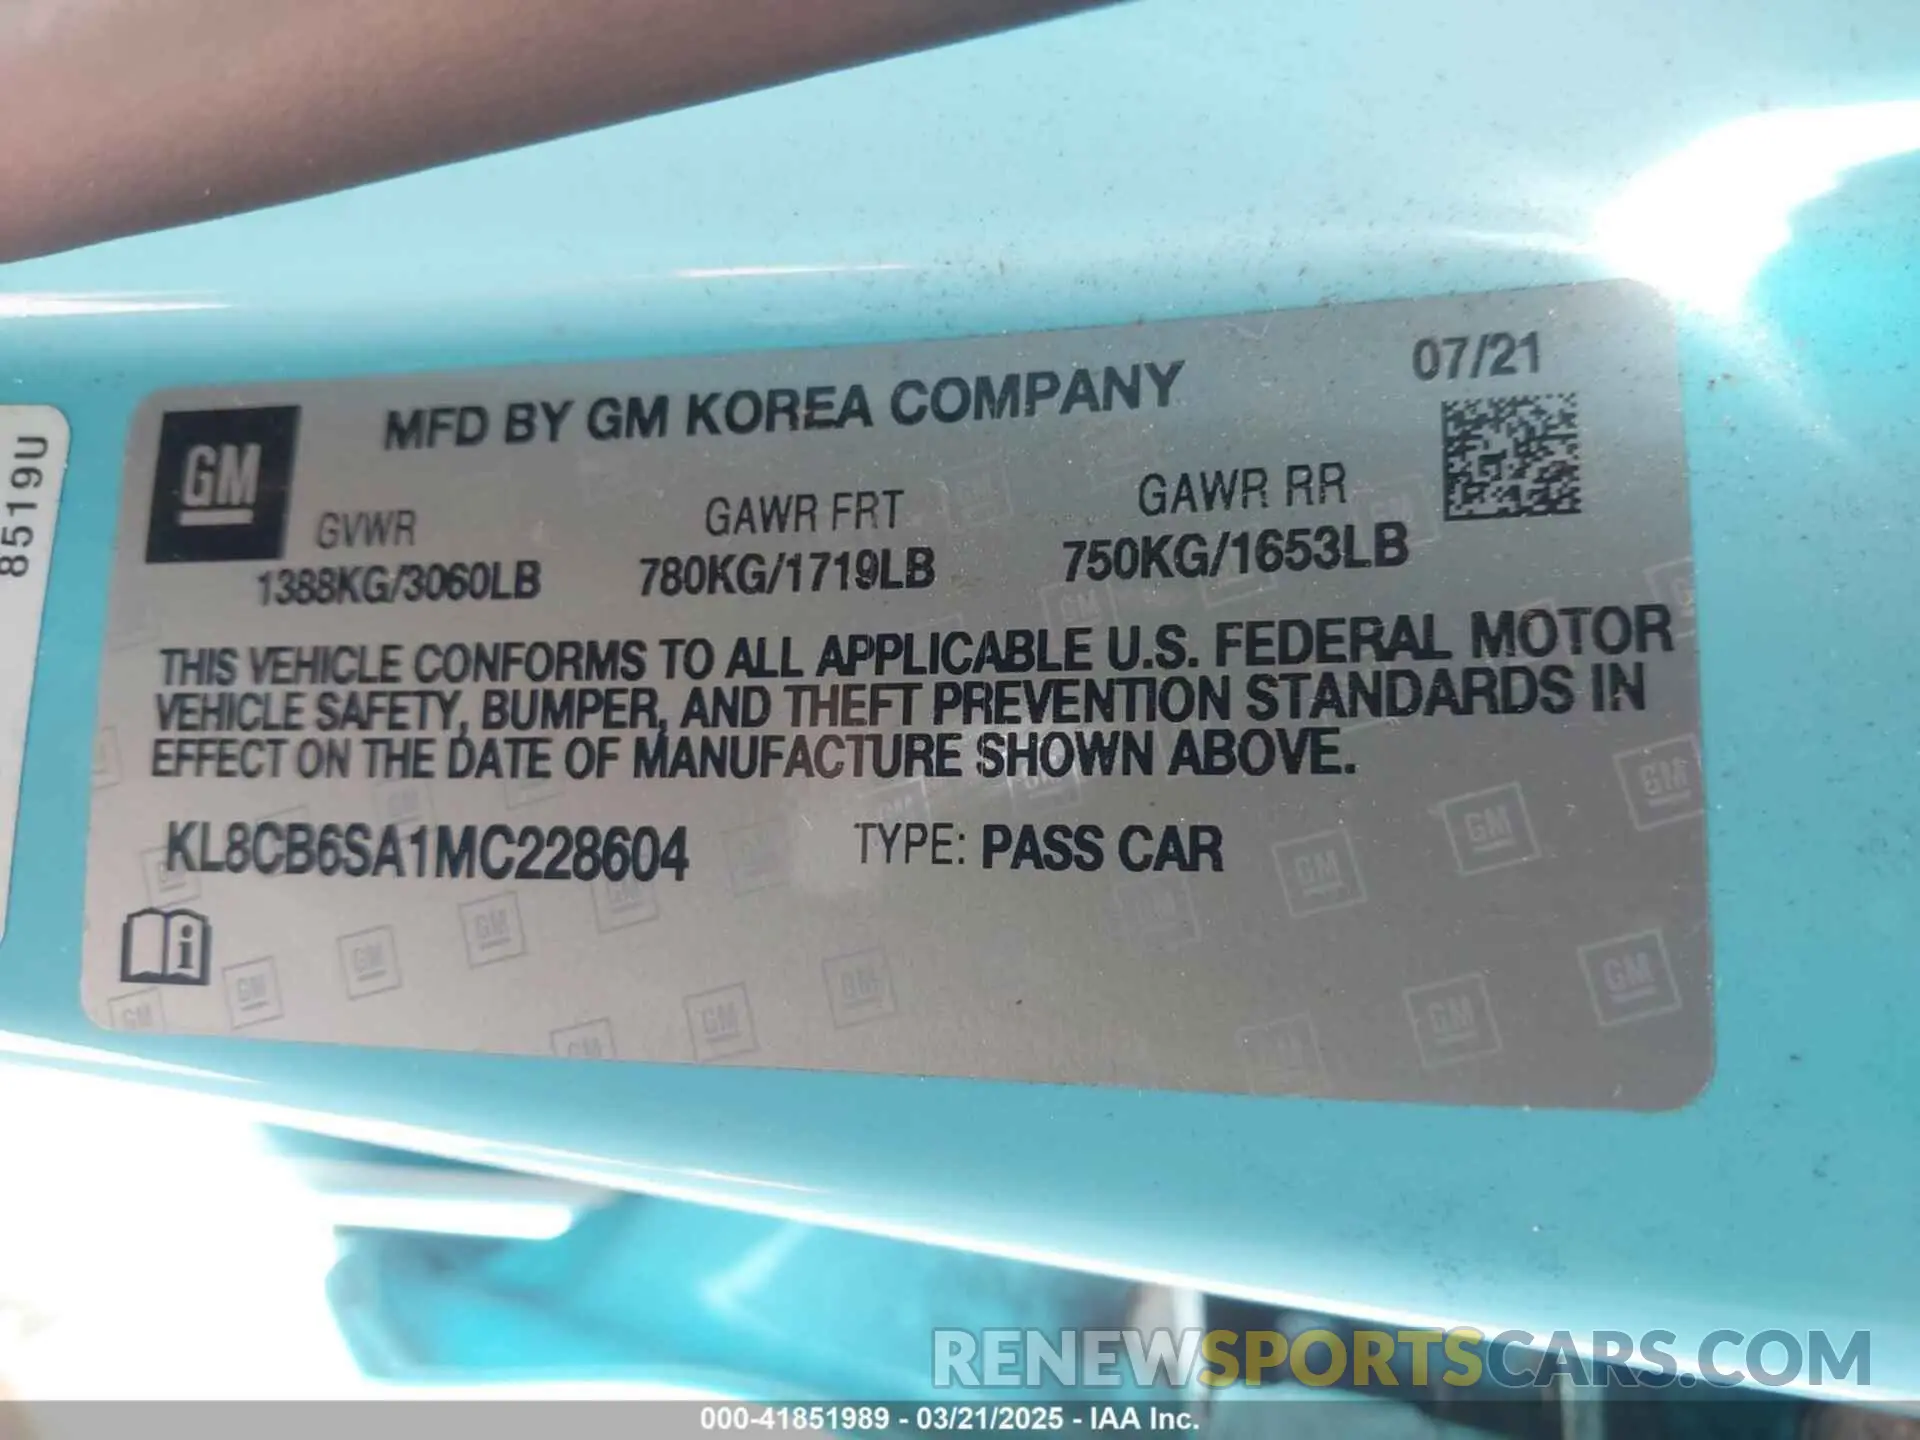 8519U
GM
MFD BY GM KOREA COMPANY
07/21
GVWR GAWR FRT GAWR RR
1388KG/3060LB 780KG/1719LB 750KG/1653LB
THIS VEHICLE CONFORMS TO ALL APPLICABLE U.S. FEDERAL MOTOR
VEHICLE SAFETY, BUMPER, AND THEFT PREVENTION STANDARDS IN
EFFECT ON THE DATE OF MANUFACTURE SHOWN ABOVE.
KL8CB6SA1MC228604 TYPE: PASS CAR
RENEWSPORTSCARS.COM
000-41851989 - 03/21/2025 - IAA Inc.